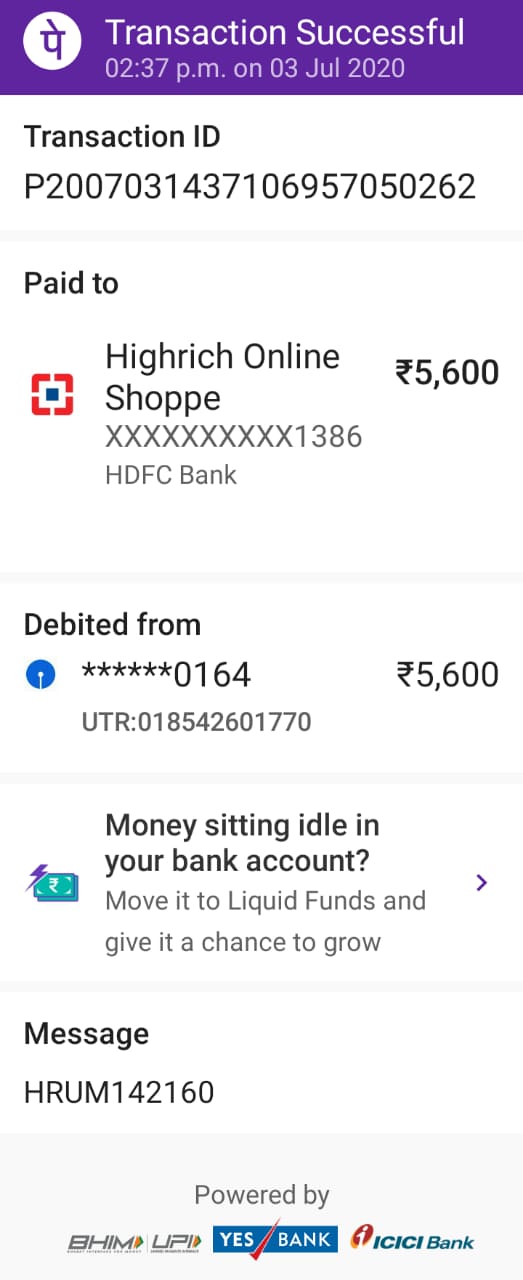 पे
Transaction Successful
02:37 p.m. on 03 Jul 2020
Transaction ID
P2007031437106957050262
Paid to
Highrich Online
Shoppe
₹5,600
XXXXXXXXXX1386
HDFC Bank
Debited from
******0164
₹5,600
UTR:018542601770
Money sitting idle in
your bank account?
Move it to Liquid Funds and
give it a chance to grow
Message
HRUM142160
Powered by
BHIM UPI YES BANK ICICI Bank